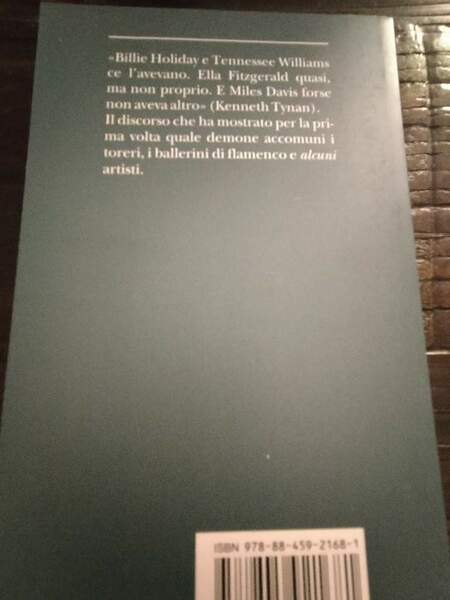 «Billie Holiday e Tennessee Williams
ce l'avevano. Ella Fitzgerald quasi,
ma non proprio. E Miles Davis forse
non aveva altro» (Kenneth Tynan).
Il discorso che ha mostrato per la pri-
ma volta quale demone accomuni i
toreri, i ballerini di flamenco e alcuni
artisti.
ISBN 978-88-459-2168-1